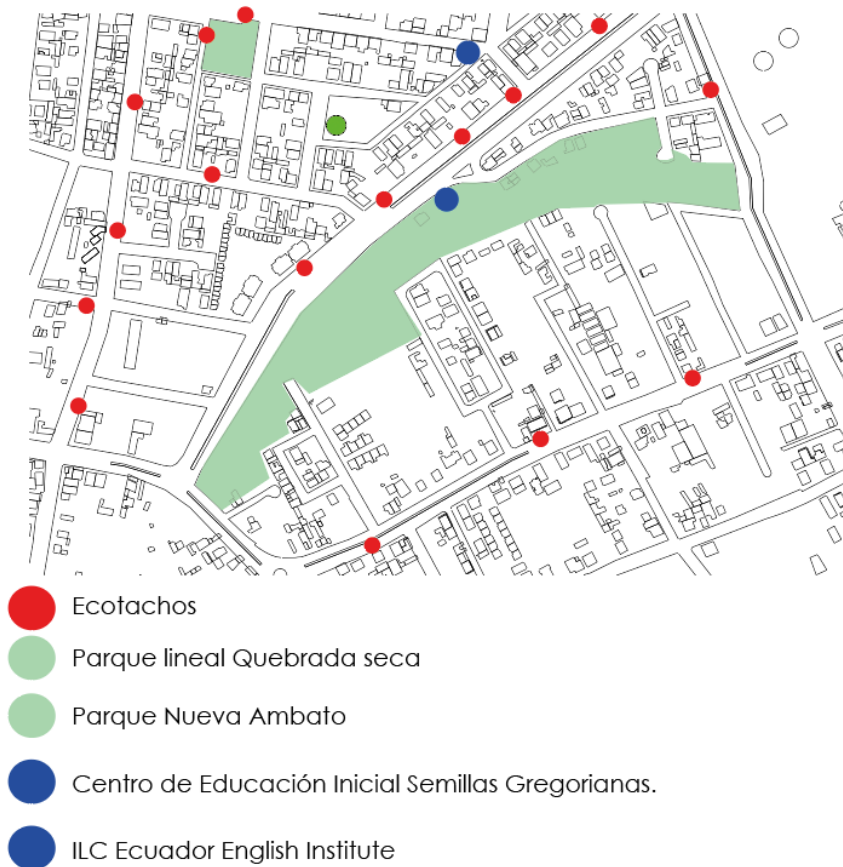 Ecotachos
Parque lineal Quebrada seca
Parque Nueva Ambato
Centro de Educación Inicial Semillas Gregorianas.
ILC Ecuador English Institute